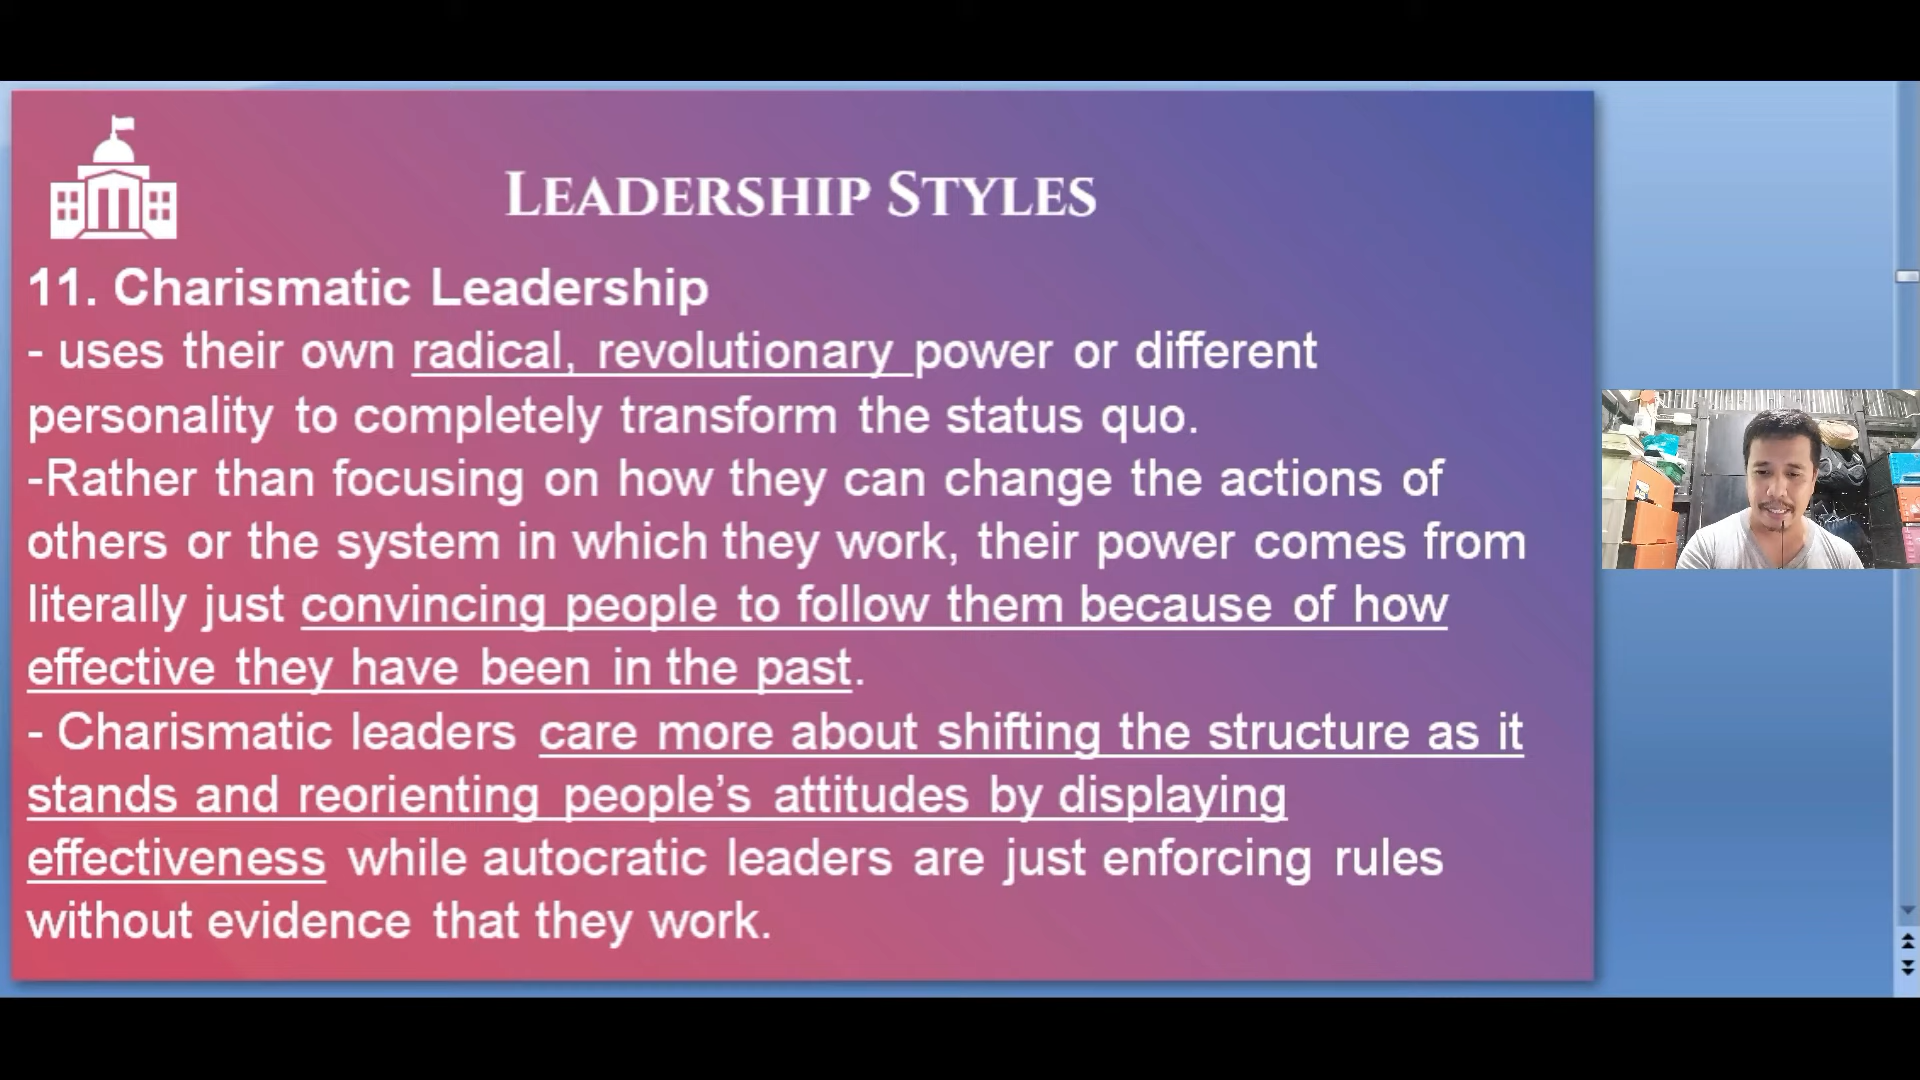 LEADERSHIP STYLES
11. Charismatic Leadership
- uses their own radical, revolutionary power or different
personality to completely transform the status quo.
-Rather than focusing on how they can change the actions of
others or the system in which they work, their power comes from
literally just convincing people to follow them because of how
effective they have been in the past.
- Charismatic leaders care more about shifting the structure as it
stands and reorienting people’s attitudes by displaying
effectiveness while autocratic leaders are just enforcing rules
without evidence that they work.